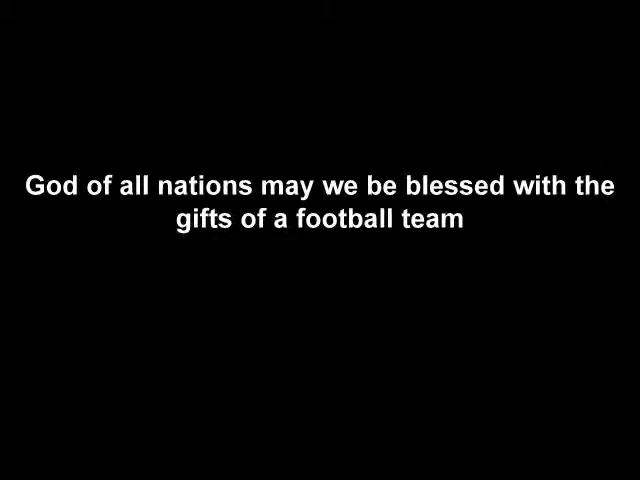 God of all nations may we be blessed with the
gifts of a football team